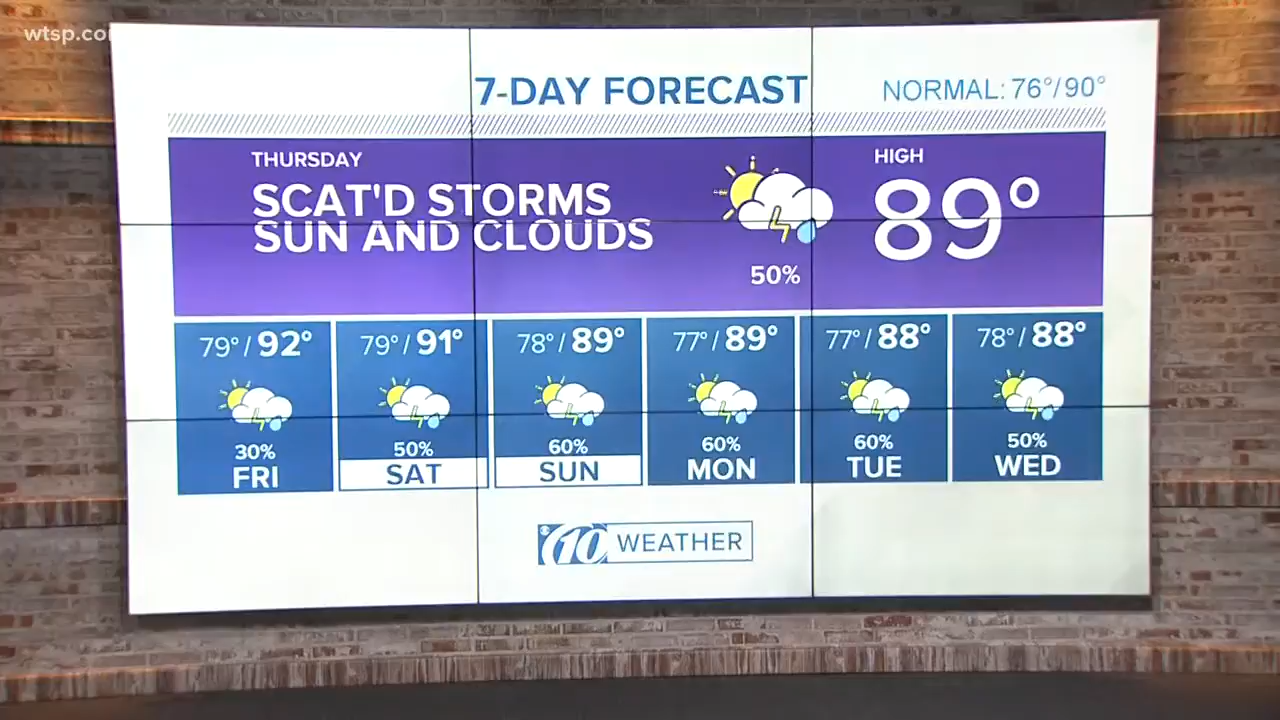 wtsp.co
7-DAY FORECAST
NORMAL: 76°/90°
THURSDAY
SCAT'D STORMS
SUN AND CLOUDS
50%
HIGH
89°
79°/92°
30%
FRI
79°/91°
50%
SAT
78°/89°
60%
SUN
77°/89°
60%
MON
77°/88°
60%
TUE
78°/88°
50%
WED
10 WEATHER